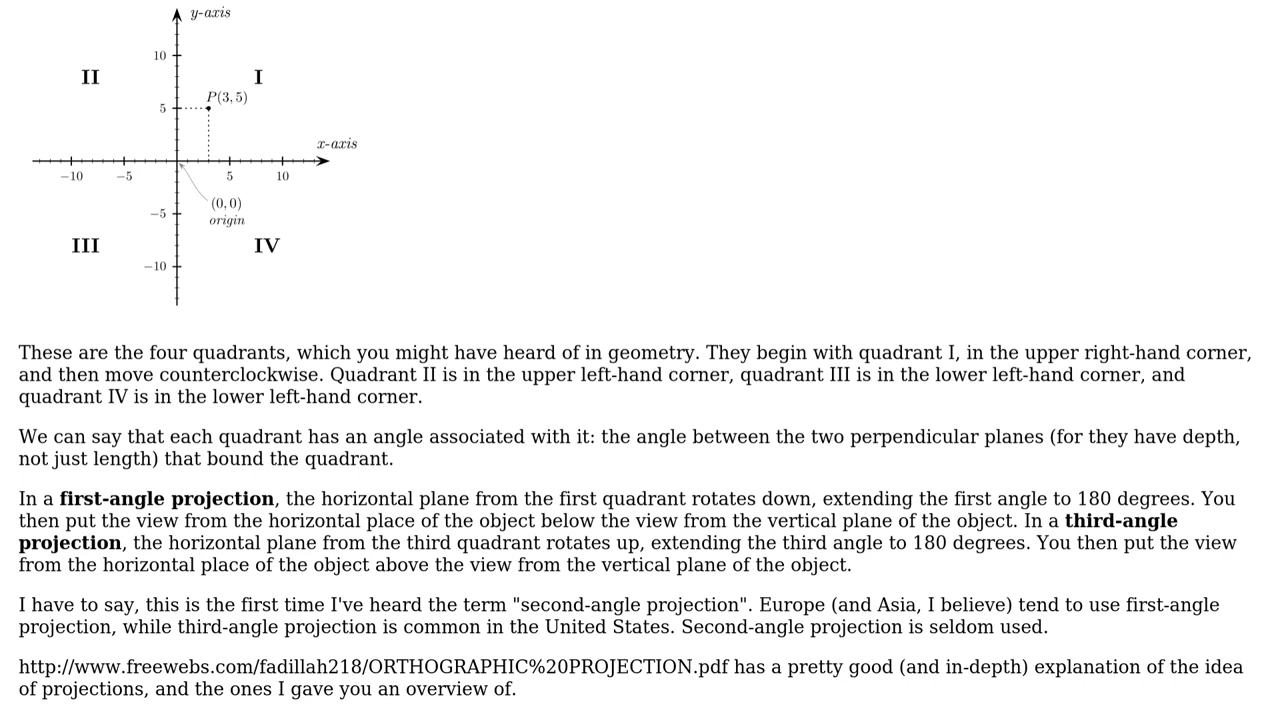 y-axis
10
II
I
P(3, 5)
5
x-axis
−10
−5
5
10
(0, 0)
−5
origin
III
IV
−10
These are the four quadrants, which you might have heard of in geometry. They begin with quadrant I, in the upper right-hand corner,
and then move counterclockwise. Quadrant II is in the upper left-hand corner, quadrant III is in the lower left-hand corner, and
quadrant IV is in the lower left-hand corner.
We can say that each quadrant has an angle associated with it: the angle between the two perpendicular planes (for they have depth,
not just length) that bound the quadrant.
In a first-angle projection, the horizontal plane from the first quadrant rotates down, extending the first angle to 180 degrees. You
then put the view from the horizontal place of the object below the view from the vertical plane of the object. In a third-angle
projection, the horizontal plane from the third quadrant rotates up, extending the third angle to 180 degrees. You then put the view
from the horizontal place of the object above the view from the vertical plane of the object.
I have to say, this is the first time I've heard the term "second-angle projection". Europe (and Asia, I believe) tend to use first-angle
projection, while third-angle projection is common in the United States. Second-angle projection is seldom used.
http://www.freewebs.com/fadillah218/ORTHOGRAPHIC%20PROJECTION.pdf has a pretty good (and in-depth) explanation of the idea
of projections, and the ones I gave you an overview of.